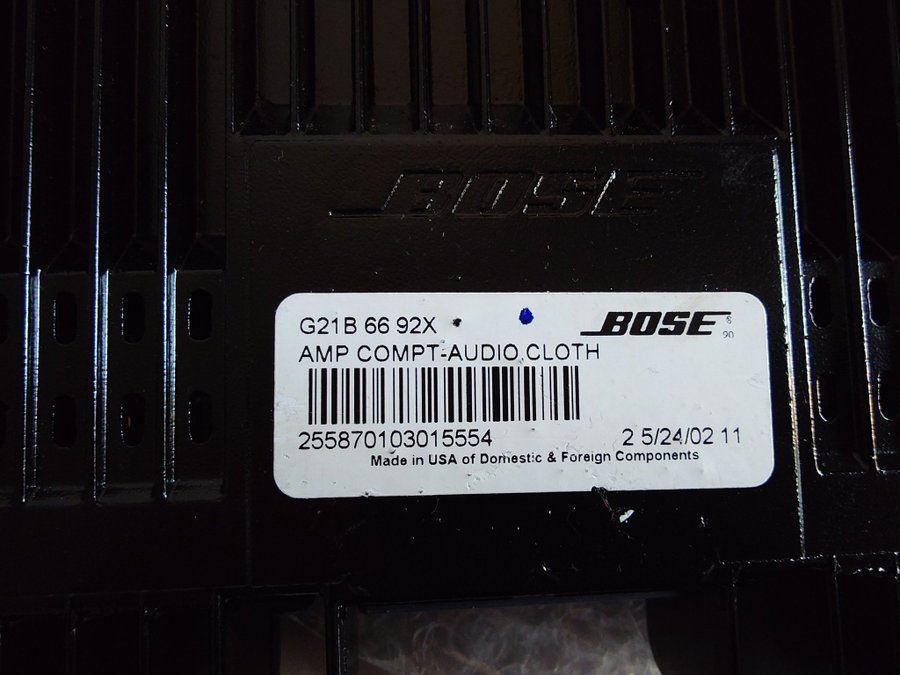 BOSE
G21B 66 92X
BOSE
AMP COMPT-AUDIO,CLOTH
255870103015554
2 5/24/02 11
Made in USA of Domestic & Foreign Components